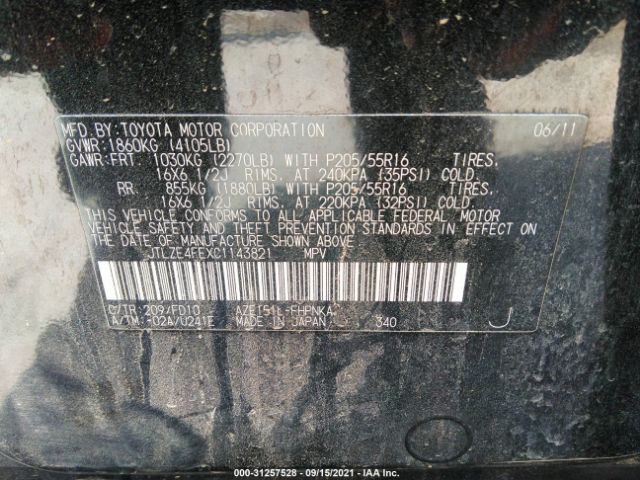 MFD.BY:TOYOTA MOTOR CORPORATION 06/11
GVWR:1860KG (4105LB)
GAWR:FRT 1030KG (2270LB) WITH P205/55R16 TIRES,
16X6 1/2J RIMS, AT 240KPA (35PSI) COLD.
RR 855KG (1880LB) WITH P205/55R16 TIRES,
16X6 1/2J RIMS, AT 220KPA (32PSI) COLD.
THIS VEHICLE CONFORMS TO ALL APPLICABLE FEDERAL MOTOR
VEHICLE SAFETY AND THEFT PREVENTION STANDARDS IN EFFECT ON
THE DATE OF MANUFACTURE SHOWN ABOVE.
JTLZE4FEXC1143821 MPV
C/TR:209/FD10 AZE151L-FHPNKA
A/TM:-02A/U241E MADE IN JAPAN 340 J
000-31257528 - 09/15/2021 - IAA Inc.